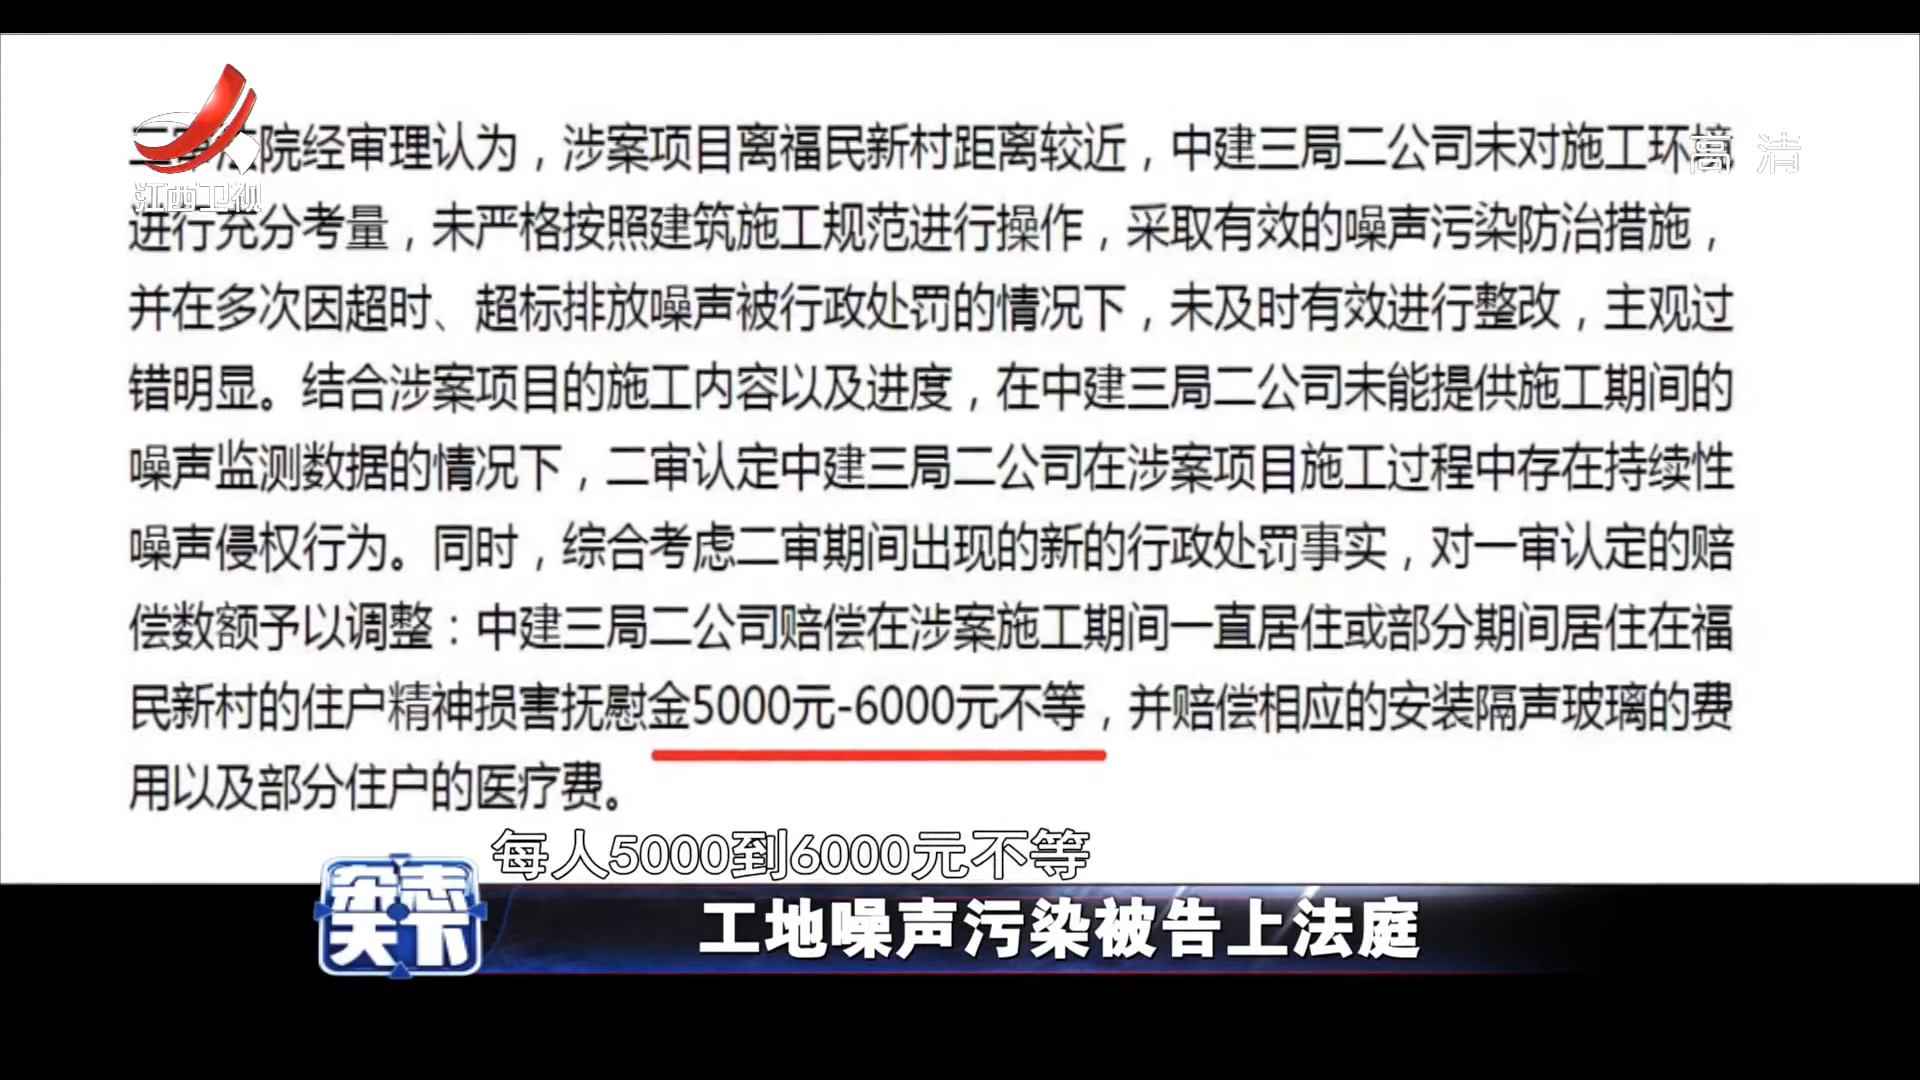 二审法院经审理认为，涉案项目离福民新村距离较近，中建三局二公司未对施工环境
江西卫视
高清
进行充分考量，未严格按照建筑施工规范进行操作，采取有效的噪声污染防治措施，
并在多次因超时、超标排放噪声被行政处罚的情况下，未及时有效进行整改，主观过
错明显。结合涉案项目的施工内容以及进度，在中建三局二公司未能提供施工期间的
噪声监测数据的情况下，二审认定中建三局二公司在涉案项目施工过程中存在持续性
噪声侵权行为。同时，综合考虑二审期间出现的新的行政处罚事实，对一审认定的赔
偿数额予以调整：中建三局二公司赔偿在涉案施工期间一直居住或部分期间居住在福
民新村的住户精神损害抚慰金5000元-6000元不等，并赔偿相应的安装隔声玻璃的费
用以及部分住户的医疗费。
每人5000到6000元不等
杂志
天下
工地噪声污染被告上法庭